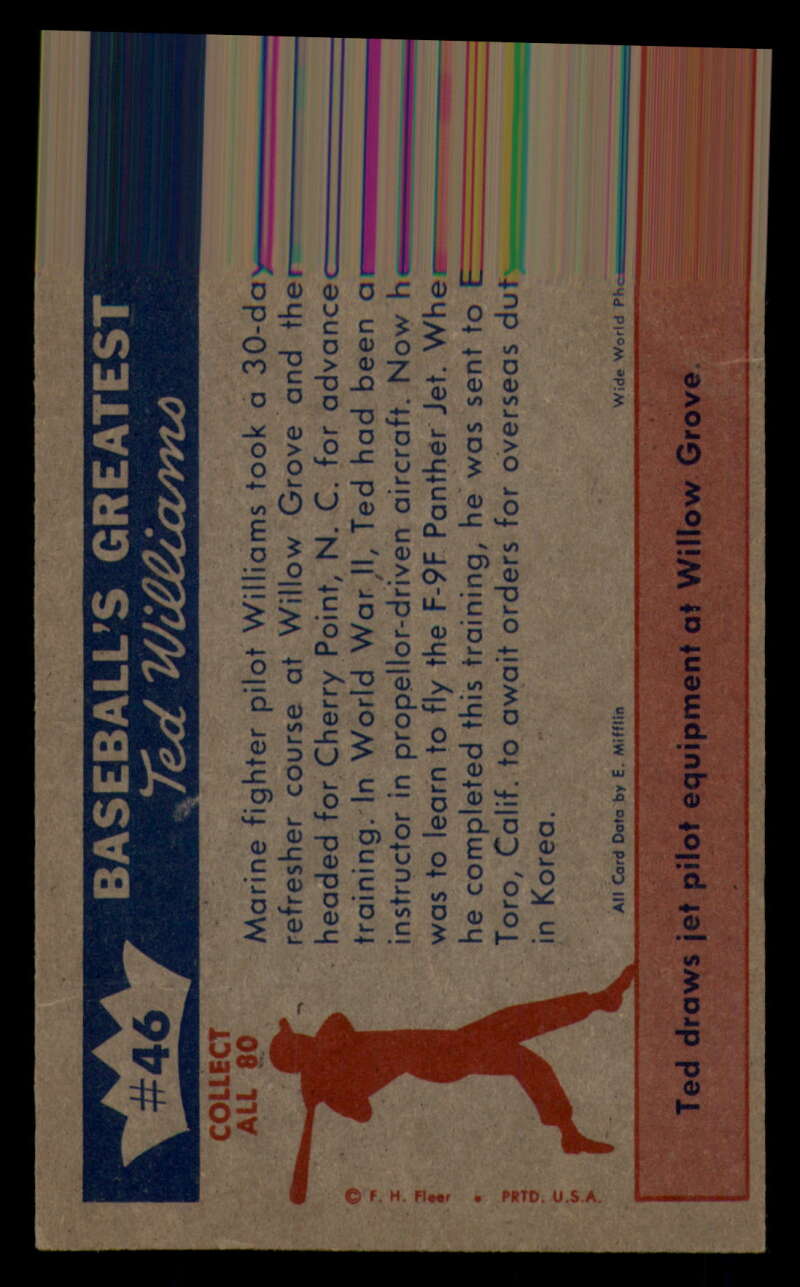 #46
BASEBALL'S GREATEST
Ted Williams
COLLECT
ALL 80
Marine fighter pilot Williams took a 30-day
refresher course at Willow Grove and then
headed for Cherry Point, N. C. for advance
training. In World War II, Ted had been a
instructor in propellor-driven aircraft. Now h
was to learn to fly the F-9F Panther Jet. Whe
he completed this training, he was sent to E
Toro, Calif. to await orders for overseas duty
in Korea.
All Card Data by E. Mifflin Wide World Pho
© F. H. Fleer • PRTD. U.S.A.
Ted draws jet pilot equipment at Willow Grove.